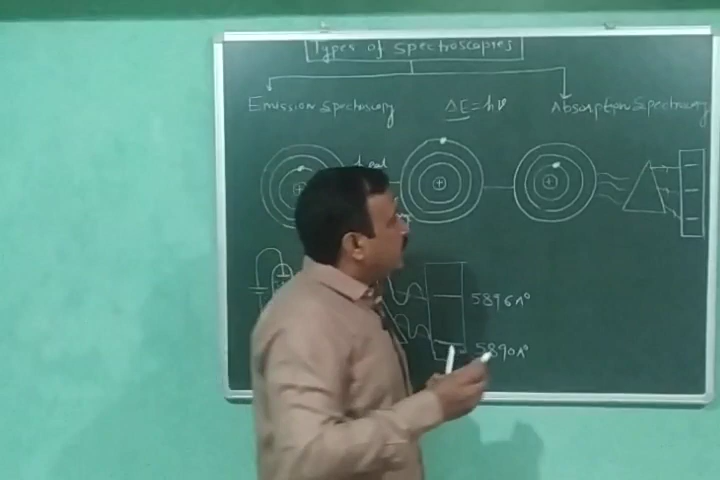 Types of Spectroscopies
Emission Spectroscopy
ΔE = hν
Absorption Spectroscopy
+ + +
5896A°
5890A°